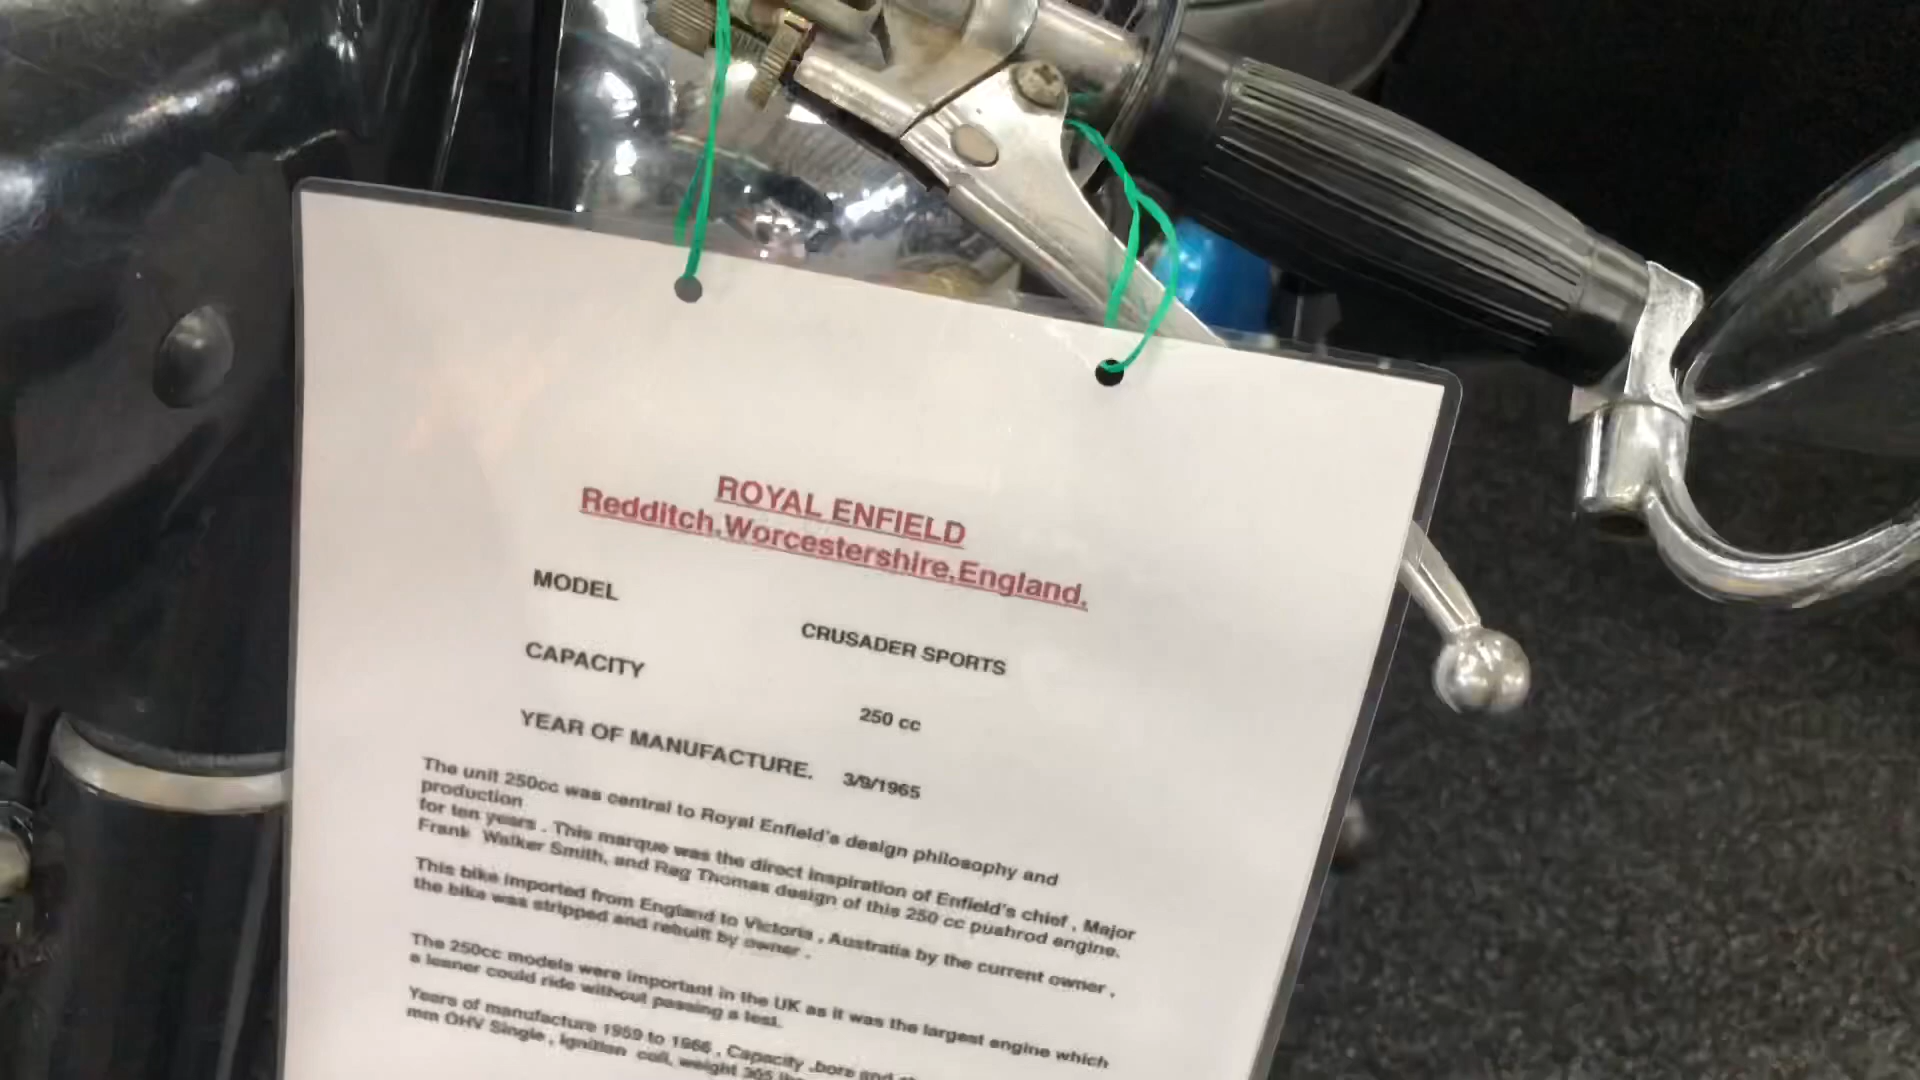 ROYAL ENFIELD
Redditch,Worcestershire,England.
MODEL
CRUSADER SPORTS
CAPACITY
250 cc
YEAR OF MANUFACTURE. 3/9/1965
The unit 250cc was central to Royal Enfield's design philosophy and
production
for ten years . This marque was the direct inspiration of Enfield's chief , Major
Frank Walker Smith, and Reg Thomas design of this 250 cc pushrod engine.
This bike imported from England to Victoria , Australia by the current owner ,
the bike was stripped and rebuilt by owner .
The 250cc models were important in the UK as it was the largest engine which
a leaner could ride without passing a test.
Years of manufacture 1959 to 1966 , Capacity ,bore and
mm OHV Single , Ignition coil, weight 305